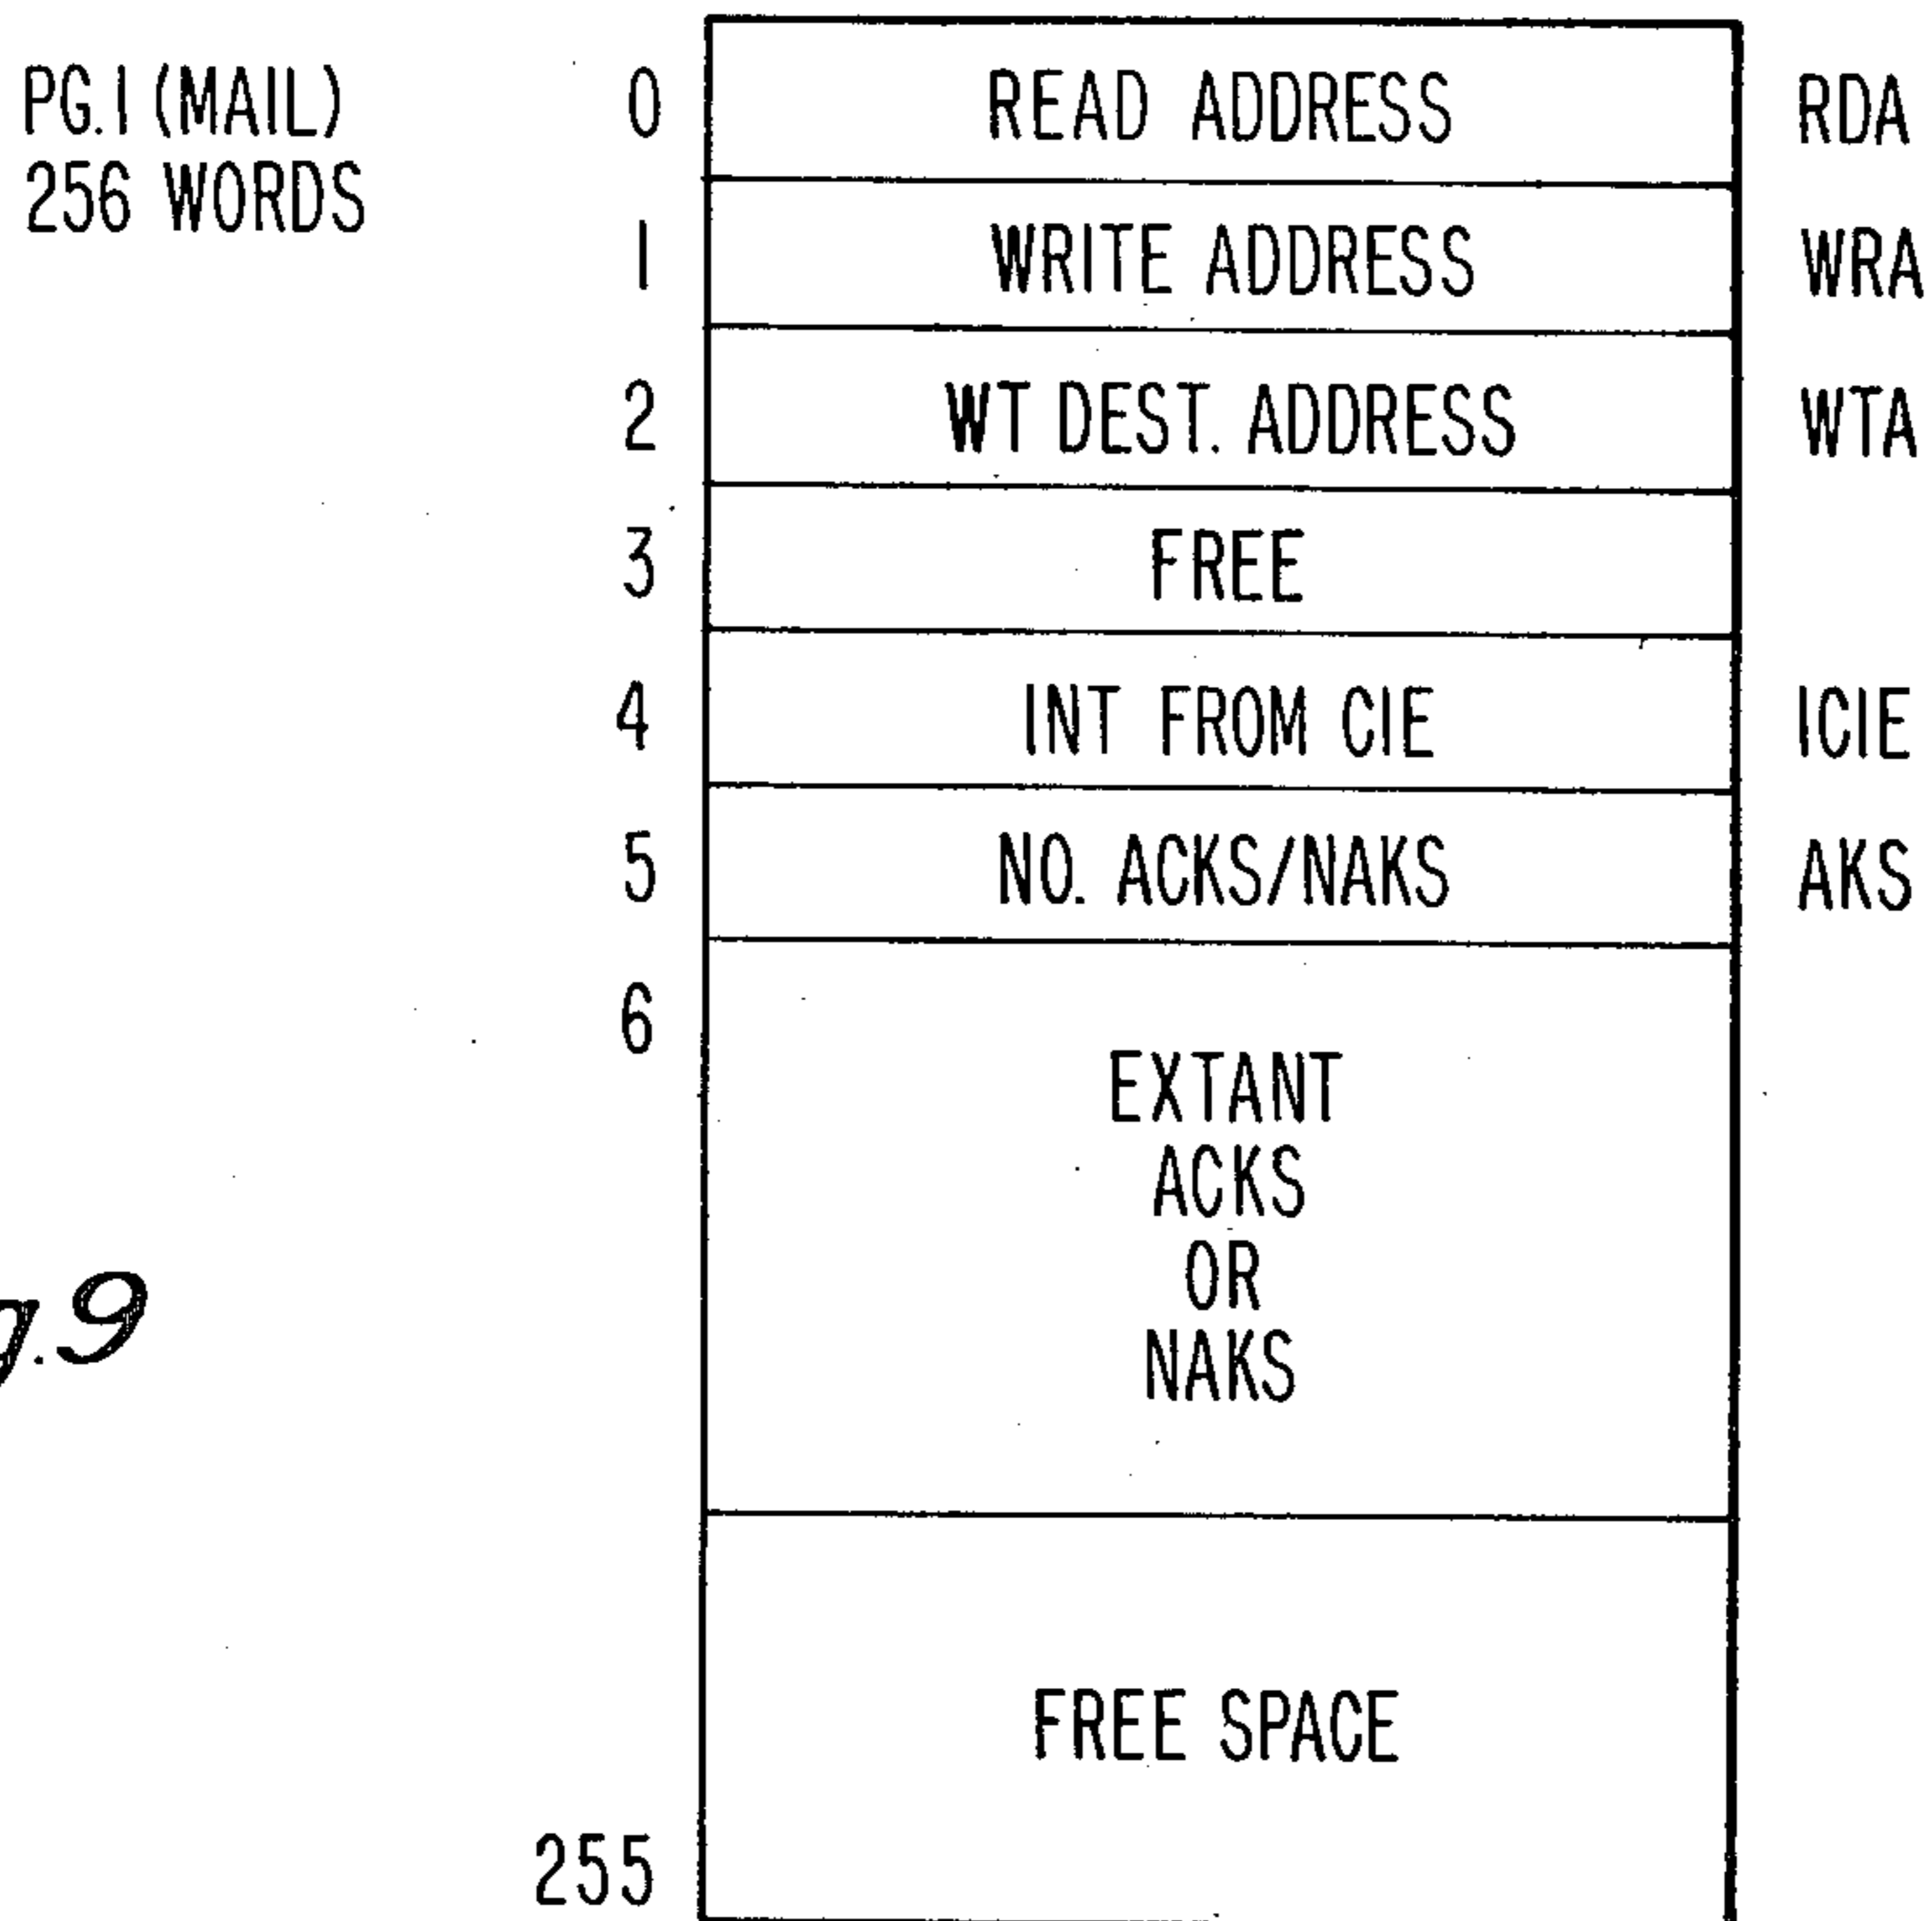 PG.1 (MAIL)
256 WORDS
0 READ ADDRESS RDA
1 WRITE ADDRESS WRA
2 WT DEST. ADDRESS WTA
3 FREE
4 INT FROM CIE ICIE
5 NO. ACKS/NAKS AKS
6
EXTANT
ACKS
OR
NAKS
g.9
FREE SPACE
255